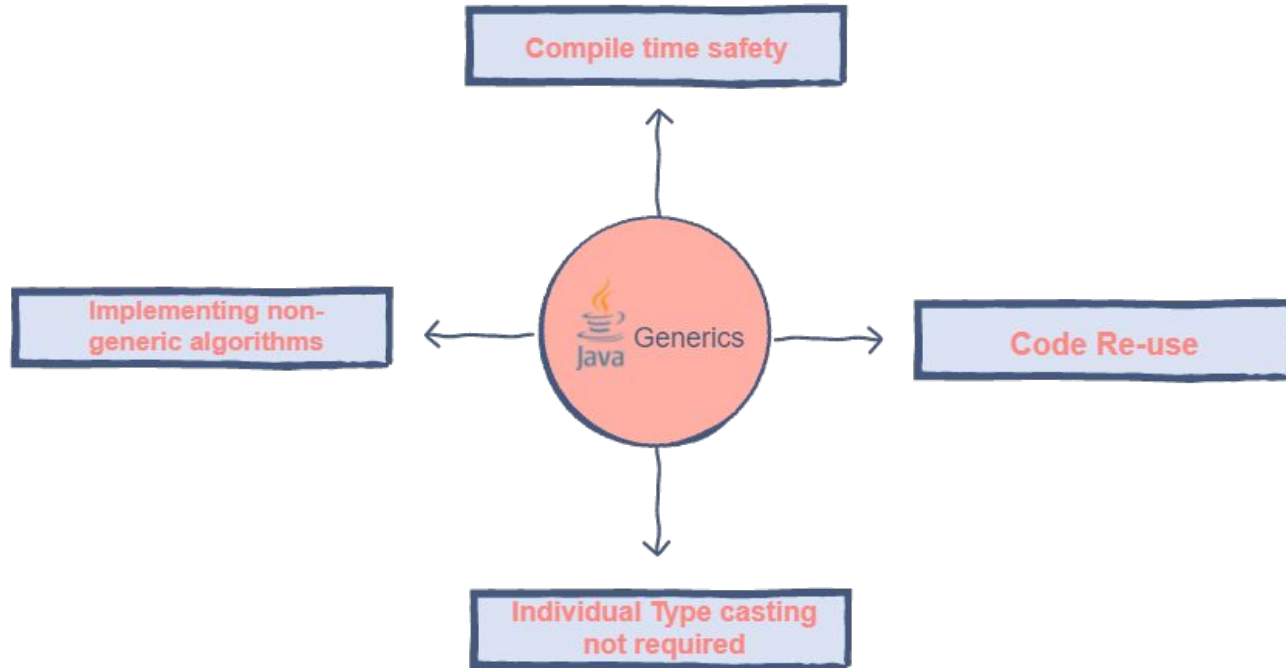 Compile time safety
Implementing non-
generic algorithms
Java Generics
Code Re-use
Individual Type casting
not required